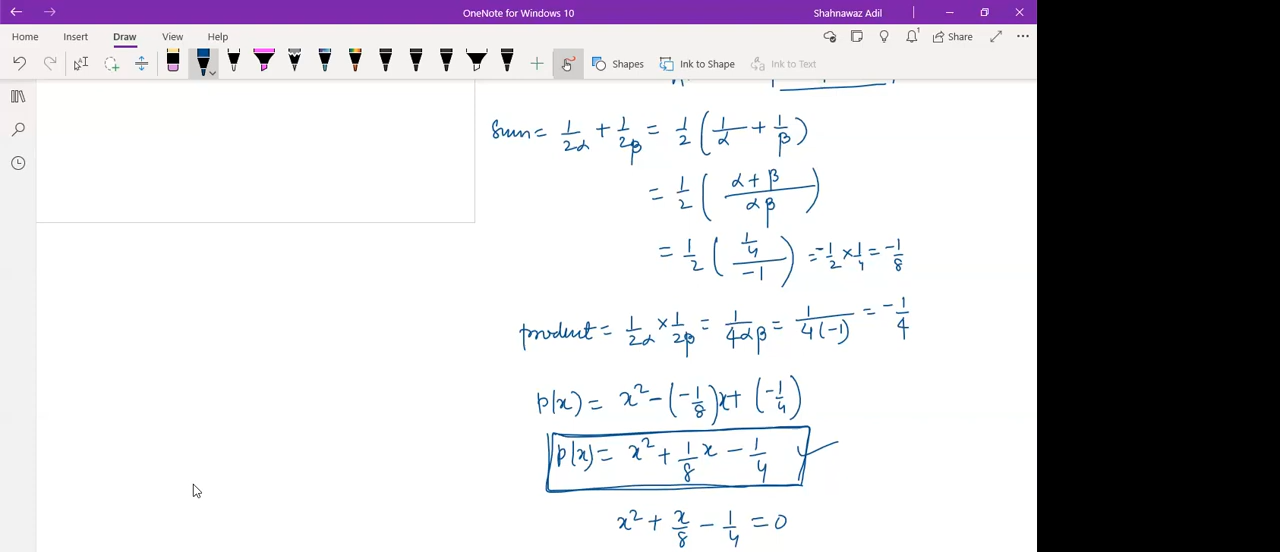 OneNote for Windows 10
Shahnawaz Adil
Home Insert Draw View Help
Share
Shapes Ink to Shape Ink to Text
Sum = 1/2α + 1/2β = 1/2 (1/α + 1/β)
= 1/2 (α + β / αβ)
= 1/2 (1/4 / -1) = -1/2 × 1/4 = -1/8
product = 1/2α × 1/2β = 1/4αβ = 1/4(-1) = -1/4
p(x) = x² - (-1/8)x + (-1/4)
p(x) = x² + 1/8 x - 1/4
x² + x/8 - 1/4 = 0